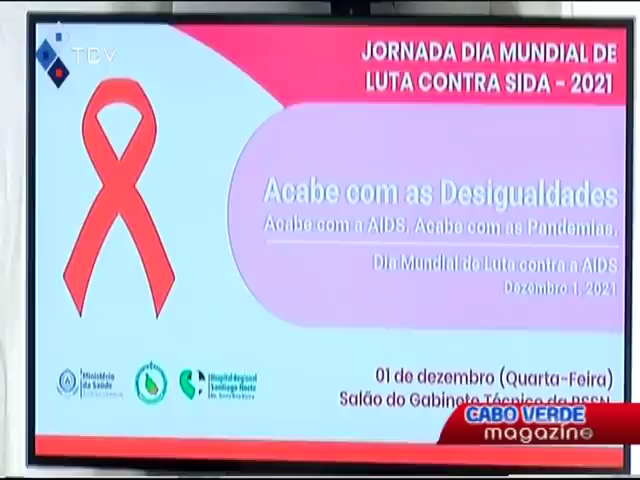 TCV
JORNADA DIA MUNDIAL DE
LUTA CONTRA SIDA - 2021
Acabe com as Desigualdades
Acabe com a AIDS. Acabe com as Pandemias.
Dia Mundial de Luta contra a AIDS
Dezembro 1, 2021
Ministério
da Saúde
Hospital Regional
Santiago Norte
01 de dezembro (Quarta-Feira)
Salão do Gabinete Técnico da RSSN
CABO VERDE
magazine